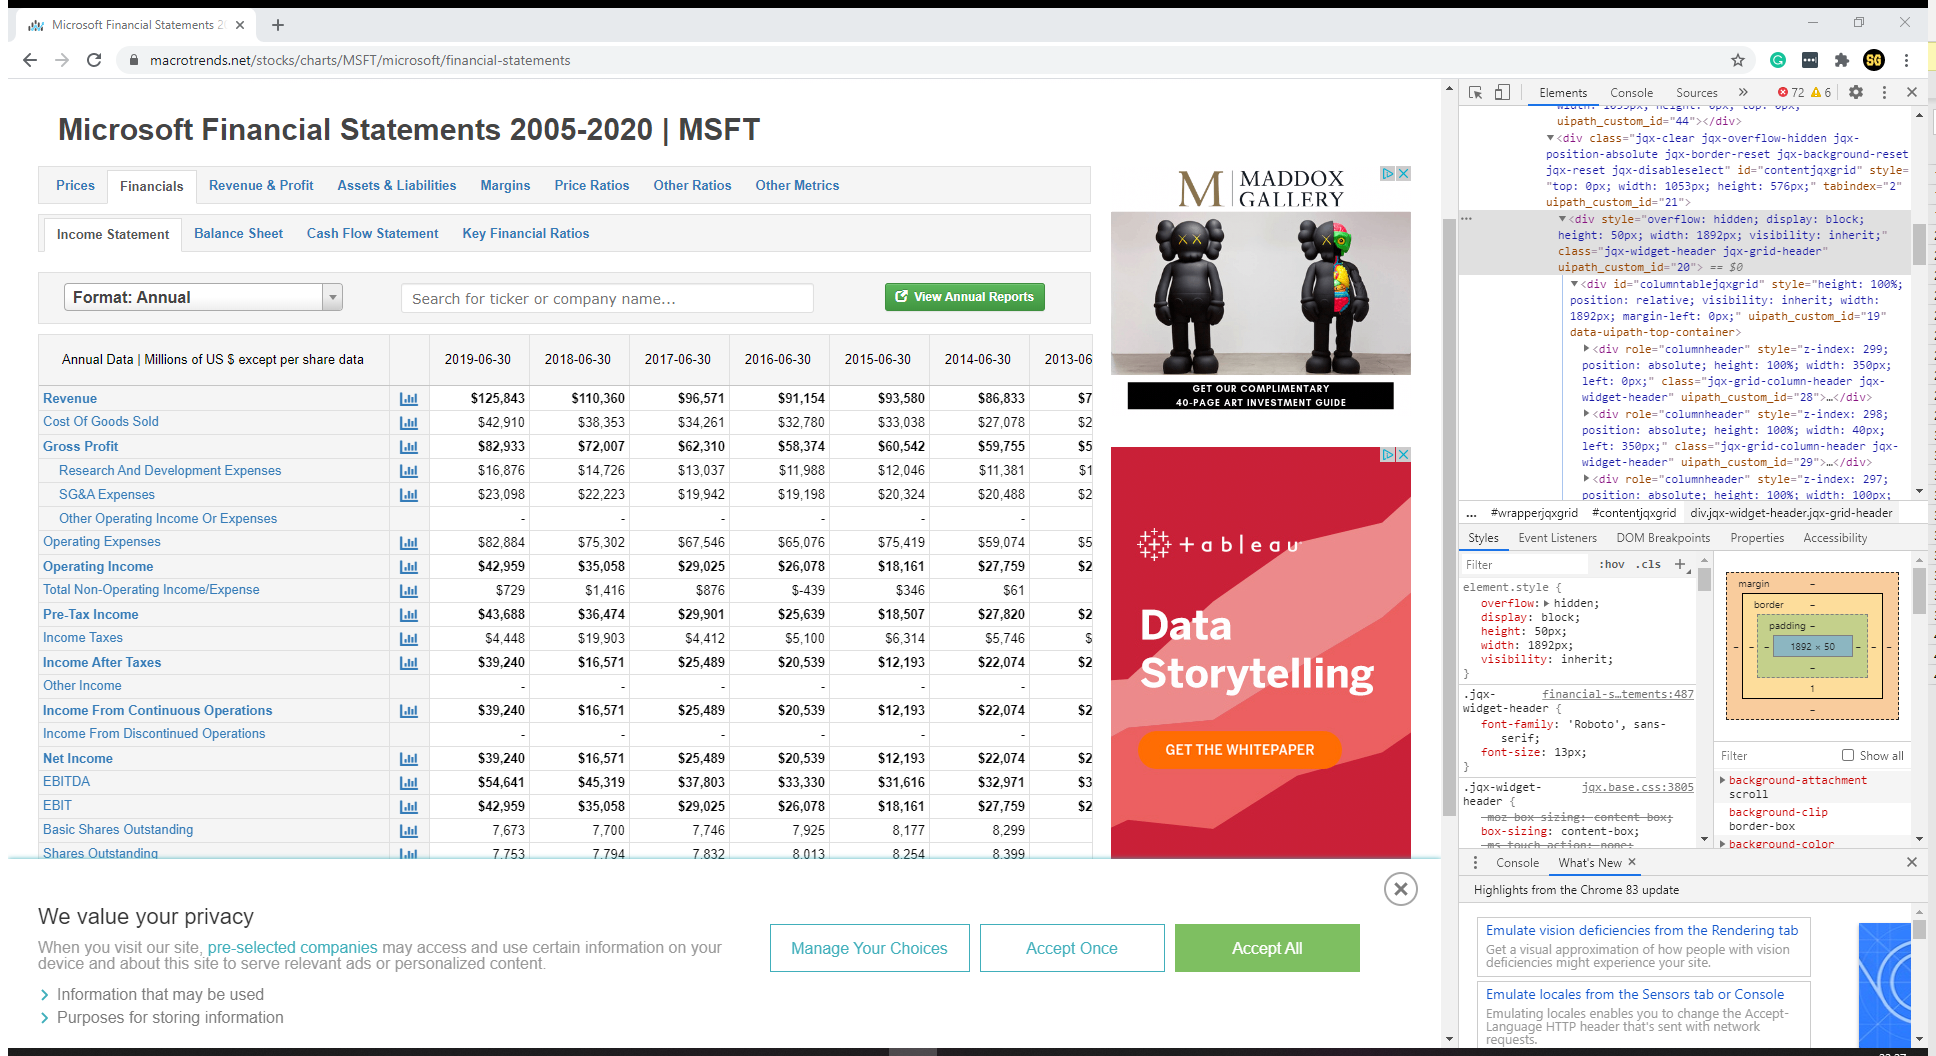 Microsoft Financial Statements 20
macrotrends.net/stocks/charts/MSFT/microsoft/financial-statements
SG
Microsoft Financial Statements 2005-2020 | MSFT
Prices Financials Revenue & Profit Assets & Liabilities Margins Price Ratios Other Ratios Other Metrics
Income Statement Balance Sheet Cash Flow Statement Key Financial Ratios
Format: Annual Search for ticker or company name... View Annual Reports
Annual Data | Millions of US $ except per share data 2019-06-30 2018-06-30 2017-06-30 2016-06-30 2015-06-30 2014-06-30 2013-06
Revenue $125,843 $110,360 $96,571 $91,154 $93,580 $86,833 $7
Cost Of Goods Sold $42,910 $38,353 $34,261 $32,780 $33,038 $27,078 $2
Gross Profit $82,933 $72,007 $62,310 $58,374 $60,542 $59,755 $5
Research And Development Expenses $16,876 $14,726 $13,037 $11,988 $12,046 $11,381 $1
SG&A Expenses $23,098 $22,223 $19,942 $19,198 $20,324 $20,488 $2
Other Operating Income Or Expenses - - - - - -
Operating Expenses $82,884 $75,302 $67,546 $65,076 $75,419 $59,074 $5
Operating Income $42,959 $35,058 $29,025 $26,078 $18,161 $27,759 $2
Total Non-Operating Income/Expense $729 $1,416 $876 $-439 $346 $61
Pre-Tax Income $43,688 $36,474 $29,901 $25,639 $18,507 $27,820 $2
Income Taxes $4,448 $19,903 $4,412 $5,100 $6,314 $5,746 $
Income After Taxes $39,240 $16,571 $25,489 $20,539 $12,193 $22,074 $2
Other Income - - - - - -
Income From Continuous Operations $39,240 $16,571 $25,489 $20,539 $12,193 $22,074 $2
Income From Discontinued Operations - - - - - -
Net Income $39,240 $16,571 $25,489 $20,539 $12,193 $22,074 $2
EBITDA $54,641 $45,319 $37,803 $33,330 $31,616 $32,971 $3
EBIT $42,959 $35,058 $29,025 $26,078 $18,161 $27,759 $2
Basic Shares Outstanding 7,673 7,700 7,746 7,925 8,177 8,299
Shares Outstanding 7,753 7,794 7,832 8,013 8,254 8,399
M MADDOX
GALLERY
GET OUR COMPLIMENTARY
40-PAGE ART INVESTMENT GUIDE
+ableau
Data
Storytelling
GET THE WHITEPAPER
We value your privacy
When you visit our site, pre-selected companies may access and use certain information on your
device and about this site to serve relevant ads or personalized content.
Information that may be used
Purposes for storing information
Manage Your Choices Accept Once Accept All
Elements Console Sources » 72 6
width: 1053px; height: 0px; top: 0px;
uipath_custom_id="44"></div>
<div class="jqx-clear jqx-overflow-hidden jqx-
position-absolute jqx-border-reset jqx-background-reset
jqx-reset jqx-disableselect" id="contentjqxgrid" style=
"top: 0px; width: 1053px; height: 576px;" tabindex="2"
uipath_custom_id="21">
<div style="overflow: hidden; display: block;
height: 50px; width: 1892px; visibility: inherit;"
class="jqx-widget-header jqx-grid-header"
uipath_custom_id="20"> == $0
<div id="columntablejqxgrid" style="height: 100%;
position: relative; visibility: inherit; width:
1892px; margin-left: 0px;" uipath_custom_id="19"
data-uipath-top-container>
<div role="columnheader" style="z-index: 299;
position: absolute; height: 100%; width: 350px;
left: 0px;" class="jqx-grid-column-header jqx-
widget-header" uipath_custom_id="28">…</div>
<div role="columnheader" style="z-index: 298;
position: absolute; height: 100%; width: 40px;
left: 350px;" class="jqx-grid-column-header jqx-
widget-header" uipath_custom_id="29">…</div>
<div role="columnheader" style="z-index: 297;
position: absolute; height: 100%; width: 100px;
... #wrapperjqxgrid #contentjqxgrid div.jqx-widget-header.jqx-grid-header
Styles Event Listeners DOM Breakpoints Properties Accessibility
Filter :hov .cls +
element.style {
overflow: hidden;
display: block;
height: 50px;
width: 1892px;
visibility: inherit;
}
.jqx- financial-s…tements:487
widget-header {
font-family: 'Roboto', sans-
serif;
font-size: 13px;
}
.jqx-widget- jqx.base.css:3805
header {
-moz-box-sizing: content-box;
box-sizing: content-box;
-ms-touch-action: none;
margin –
border –
padding –
1892 × 50
1
Filter Show all
background-attachment
scroll
background-clip
border-box
background-color
Console What's New
Highlights from the Chrome 83 update
Emulate vision deficiencies from the Rendering tab
Get a visual approximation of how people with vision
deficiencies might experience your site.
Emulate locales from the Sensors tab or Console
Emulating locales enables you to change the Accept-
Language HTTP header that's sent with network
requests.